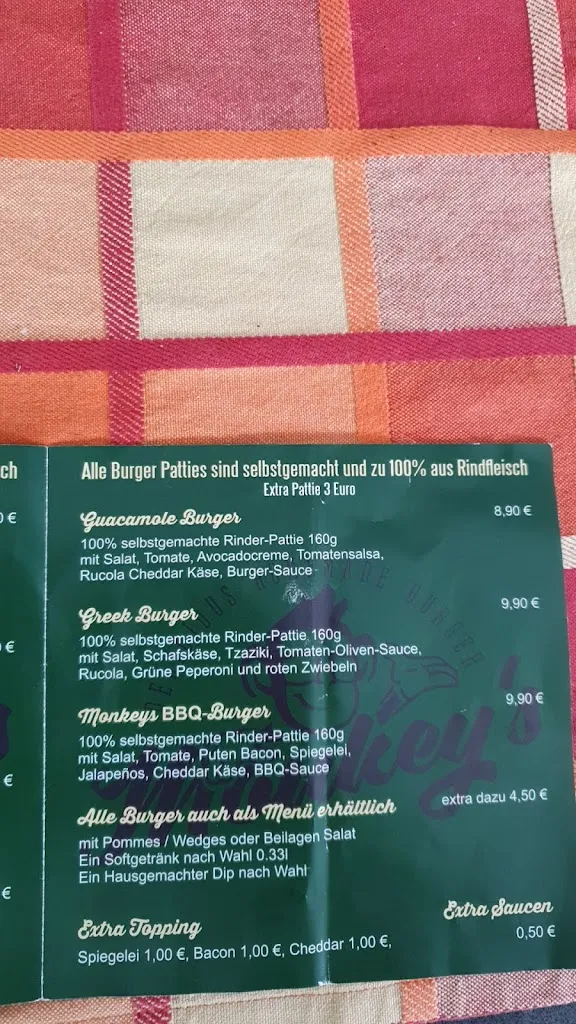 ch
Alle Burger Patties sind selbstgemacht und zu 100% aus Rindfleisch
Extra Pattie 3 Euro
€
Guacamole Burger 8,90 €
100% selbstgemachte Rinder-Pattie 160g
mit Salat, Tomate, Avocadocreme, Tomatensalsa,
Rucola Cheddar Käse, Burger-Sauce
Greek Burger 9,90 €
€
100% selbstgemachte Rinder-Pattie 160g
mit Salat, Schafskäse, Tzaziki, Tomaten-Oliven-Sauce,
Rucola, Grüne Peperoni und roten Zwiebeln
Monkeys BBQ-Burger 9,90 €
100% selbstgemachte Rinder-Pattie 160g
mit Salat, Tomate, Puten Bacon, Spiegelei,
Jalapeños, Cheddar Käse, BBQ-Sauce
€
Alle Burger auch als Menü erhältlich extra dazu 4,50 €
mit Pommes / Wedges oder Beilagen Salat
Ein Softgetränk nach Wahl 0.33l
Ein Hausgemachter Dip nach Wahl
€
Extra Topping Extra Saucen
Spiegelei 1,00 €, Bacon 1,00 €, Cheddar 1,00 €, 0,50 €
Monkey's